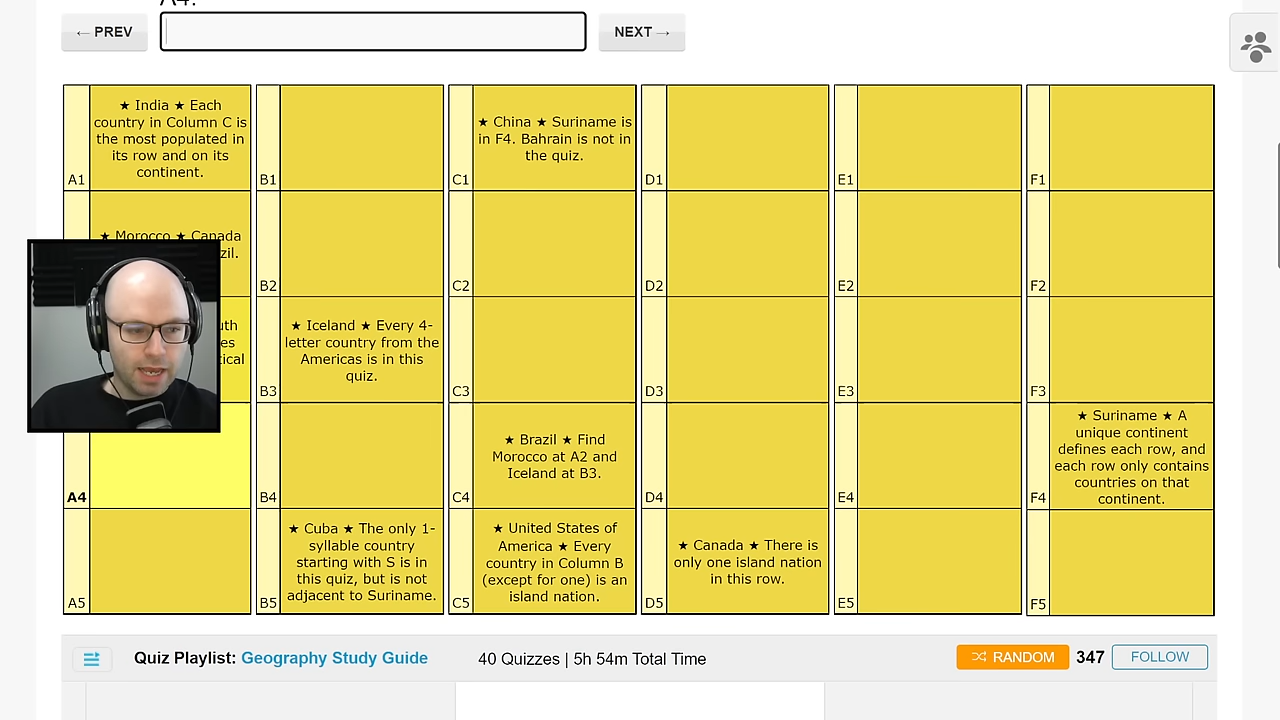 A4:
← PREV
NEXT →
★ India ★ Each
country in Column C is
the most populated in
its row and on its
continent.
A1
B1
★ China ★ Suriname is
in F4. Bahrain is not in
the quiz.
C1
D1
E1
F1
★ Morocco ★ Canada
zil.
B2
C2
D2
E2
F2
uth
es
ical
★ Iceland ★ Every 4-
letter country from the
Americas is in this
quiz.
B3
C3
D3
E3
F3
A4
B4
★ Brazil ★ Find
Morocco at A2 and
Iceland at B3.
C4
D4
E4
★ Suriname ★ A
unique continent
defines each row, and
each row only contains
countries on that
continent.
F4
A5
★ Cuba ★ The only 1-
syllable country
starting with S is in
this quiz, but is not
adjacent to Suriname.
B5
★ United States of
America ★ Every
country in Column B
(except for one) is an
island nation.
C5
★ Canada ★ There is
only one island nation
in this row.
D5
E5
F5
Quiz Playlist: Geography Study Guide
40 Quizzes | 5h 54m Total Time
RANDOM
347
FOLLOW